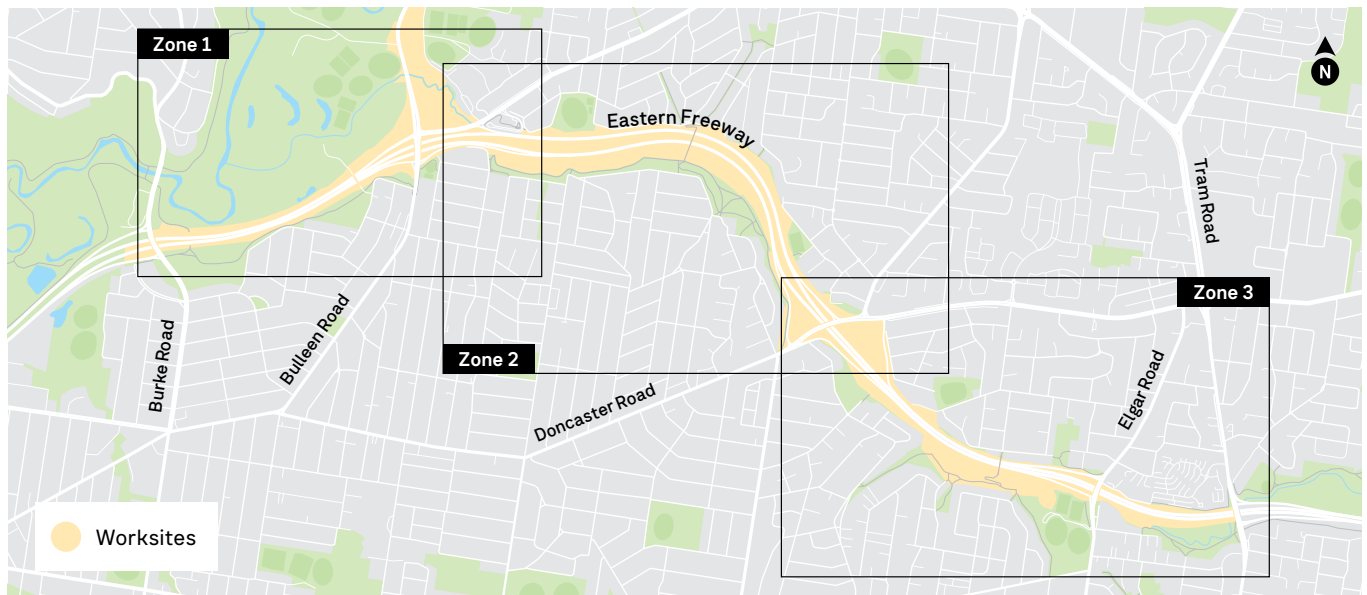 Zone 1
N
Eastern Freeway
Tram Road
Zone 3
Bulleen Road
Burke Road
Zone 2
Elgar Road
Doncaster Road
Worksites